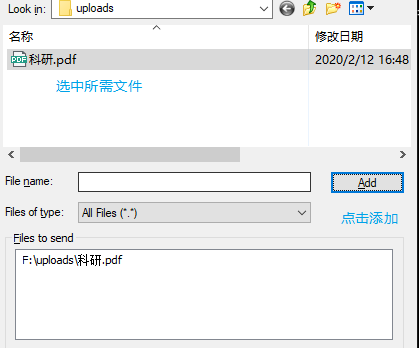 Look in:
uploads
名称
修改日期
PDF
科研.pdf
2020/2/12 16:48
选中所需文件
File name:
Add
Files of type:
All Files (*.*)
点击添加
Files to send
F:\uploads\科研.pdf